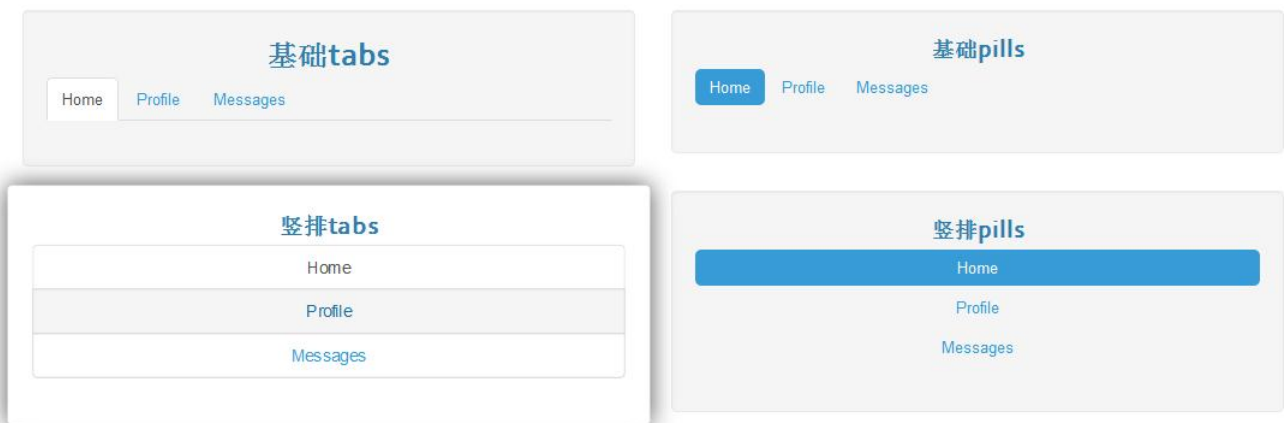 基础tabs
Home Profile Messages
基础pills
Home Profile Messages
竖排tabs
Home
Profile
Messages
竖排pills
Home
Profile
Messages